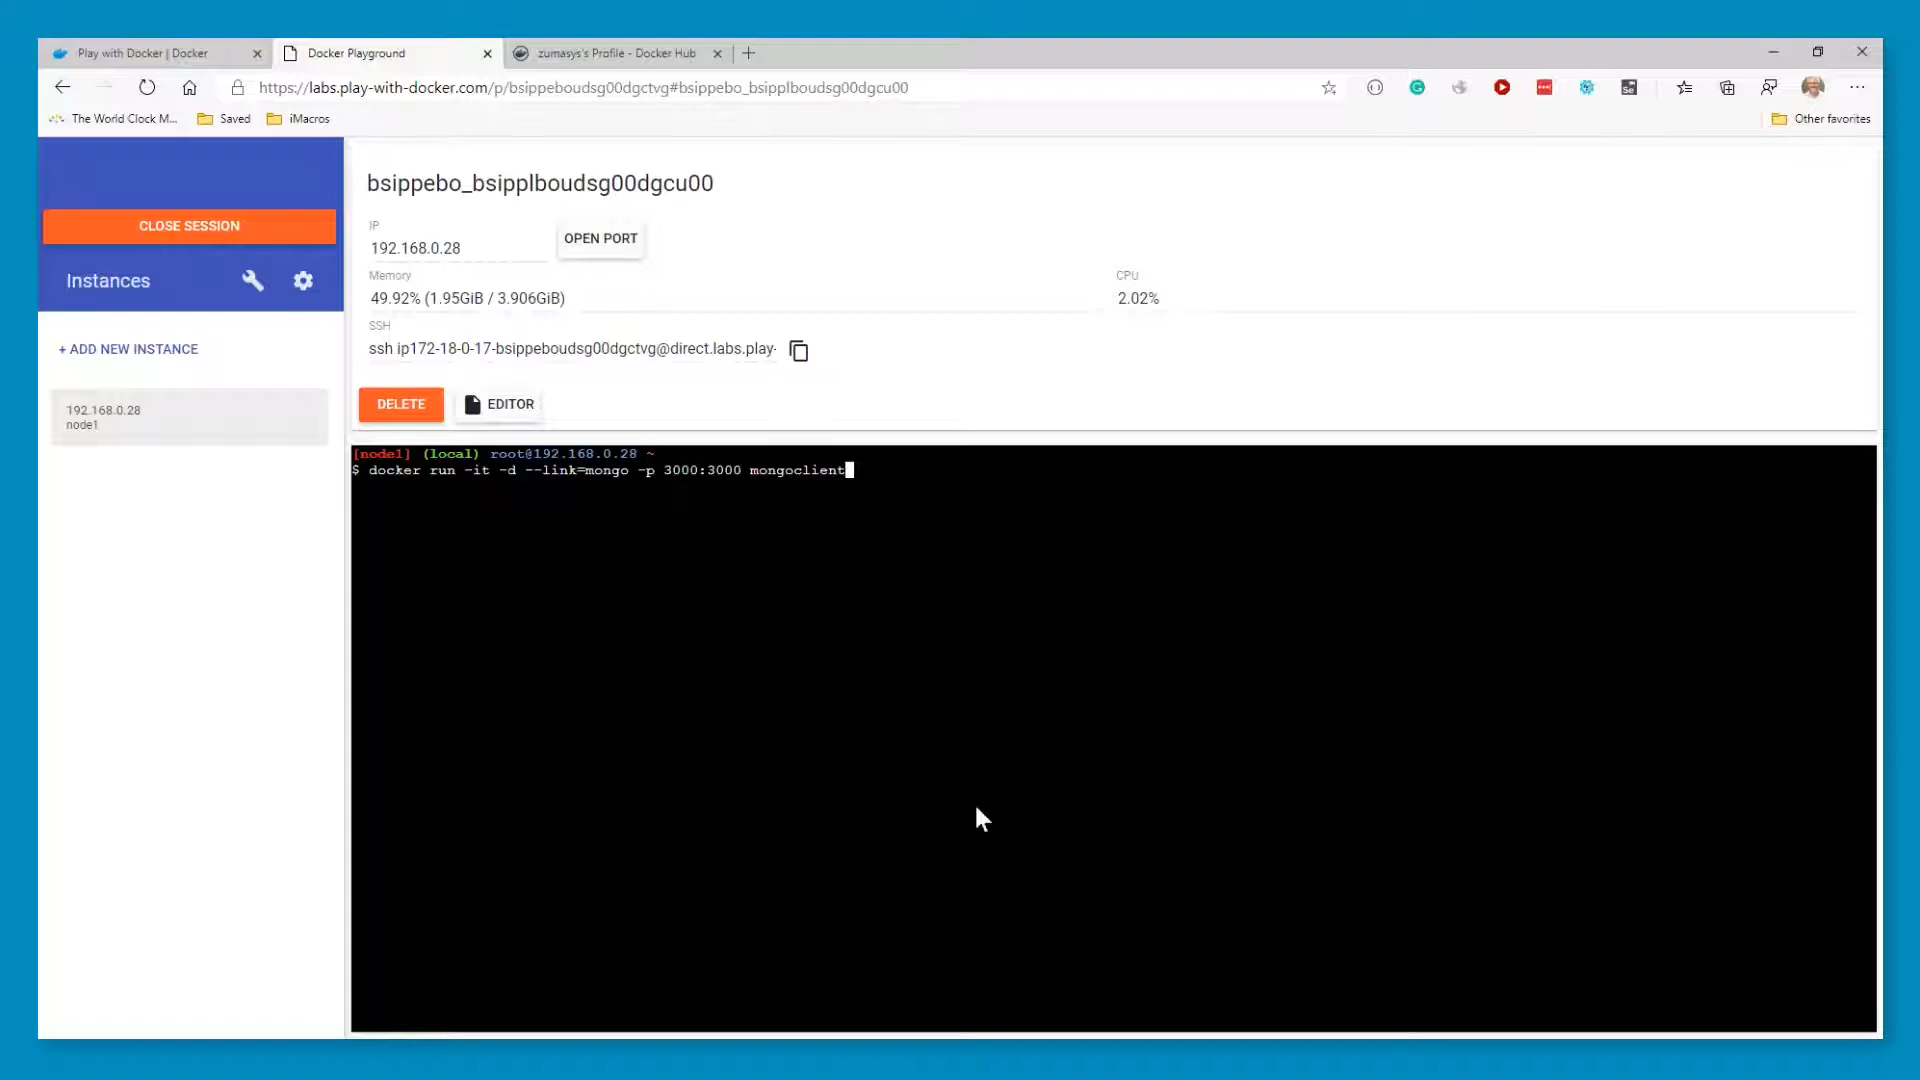 Play with Docker | Docker
Docker Playground
zumasys's Profile - Docker Hub
https://labs.play-with-docker.com/p/bsippeboudsg00dgctvg#bsippebo_bsipplboudsg00dgcu00
The World Clock M...
Saved
iMacros
Other favorites
CLOSE SESSION
Instances
+ ADD NEW INSTANCE
192.168.0.28
node1
bsippebo_bsipplboudsg00dgcu00
IP
192.168.0.28
OPEN PORT
Memory
49.92% (1.95GiB / 3.906GiB)
CPU
2.02%
SSH
ssh ip172-18-0-17-bsippeboudsg00dgctvg@direct.labs.play-
DELETE
EDITOR
[node1] (local) root@192.168.0.28 ~
$ docker run -it -d --link=mongo -p 3000:3000 mongoclient